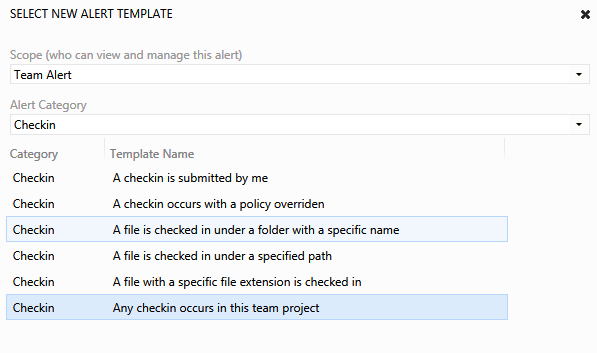 SELECT NEW ALERT TEMPLATE
Scope (who can view and manage this alert)
Team Alert
Alert Category
Checkin
Category Template Name
Checkin A checkin is submitted by me
Checkin A checkin occurs with a policy overriden
Checkin A file is checked in under a folder with a specific name
Checkin A file is checked in under a specified path
Checkin A file with a specific file extension is checked in
Checkin Any checkin occurs in this team project